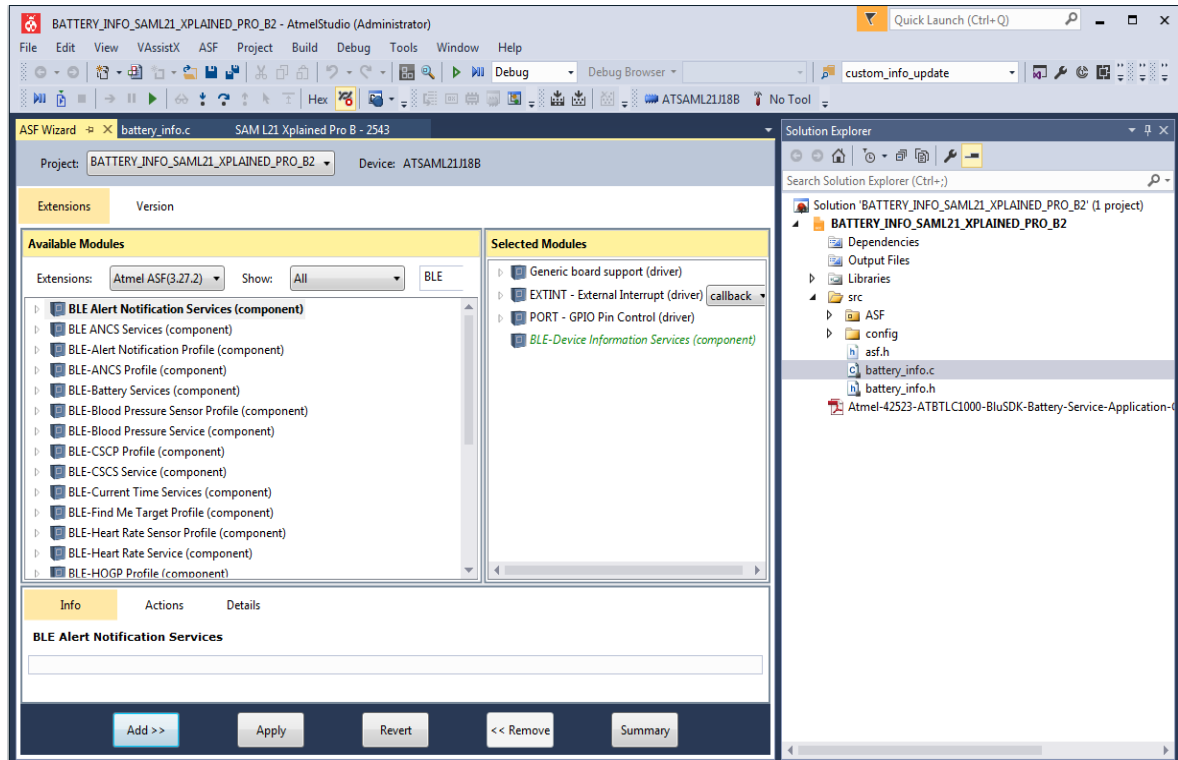 BATTERY_INFO_SAML21_XPLAINED_PRO_B2 - AtmelStudio (Administrator)
Quick Launch (Ctrl+Q)
File Edit View VAssistX ASF Project Build Debug Tools Window Help
Debug Debug Browser custom_info_update
Hex ATSAML21J18B No Tool
ASF Wizard battery_info.c SAM L21 Xplained Pro B - 2543
Project: BATTERY_INFO_SAML21_XPLAINED_PRO_B2 Device: ATSAML21J18B
Extensions Version
Available Modules
Extensions: Atmel ASF(3.27.2) Show: All BLE
BLE Alert Notification Services (component)
BLE ANCS Services (component)
BLE-Alert Notification Profile (component)
BLE-ANCS Profile (component)
BLE-Battery Services (component)
BLE-Blood Pressure Sensor Profile (component)
BLE-Blood Pressure Service (component)
BLE-CSCP Profile (component)
BLE-CSCS Service (component)
BLE-Current Time Services (component)
BLE-Find Me Target Profile (component)
BLE-Heart Rate Sensor Profile (component)
BLE-Heart Rate Service (component)
BLE-HOGP Profile (component)
Selected Modules
Generic board support (driver)
EXTINT - External Interrupt (driver) callback
PORT - GPIO Pin Control (driver)
BLE-Device Information Services (component)
Info Actions Details
BLE Alert Notification Services
Add >> Apply Revert << Remove Summary
Solution Explorer
Search Solution Explorer (Ctrl+;)
Solution 'BATTERY_INFO_SAML21_XPLAINED_PRO_B2' (1 project)
BATTERY_INFO_SAML21_XPLAINED_PRO_B2
Dependencies
Output Files
Libraries
src
ASF
config
asf.h
battery_info.c
battery_info.h
Atmel-42523-ATBTLC1000-BluSDK-Battery-Service-Application-